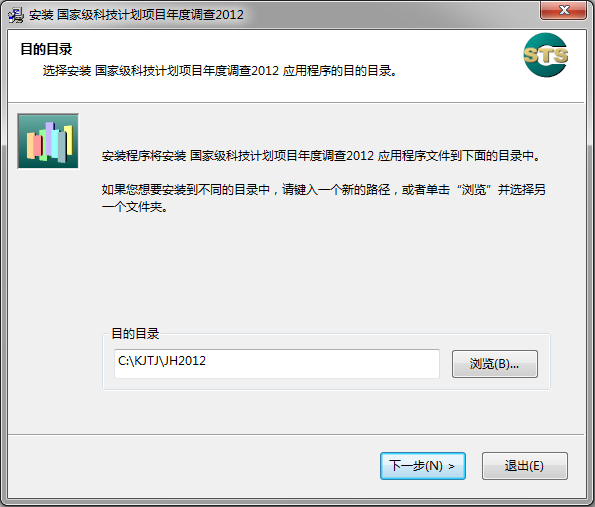 安装 国家级科技计划项目年度调查2012
目的目录
选择安装 国家级科技计划项目年度调查2012 应用程序的目的目录。
STS
安装程序将安装 国家级科技计划项目年度调查2012 应用程序文件到下面的目录中。
如果您想要安装到不同的目录中，请键入一个新的路径，或者单击“浏览”并选择另
一个文件夹。
目的目录
C:\KJTJ\JH2012
浏览(B)...
下一步(N) >
退出(E)